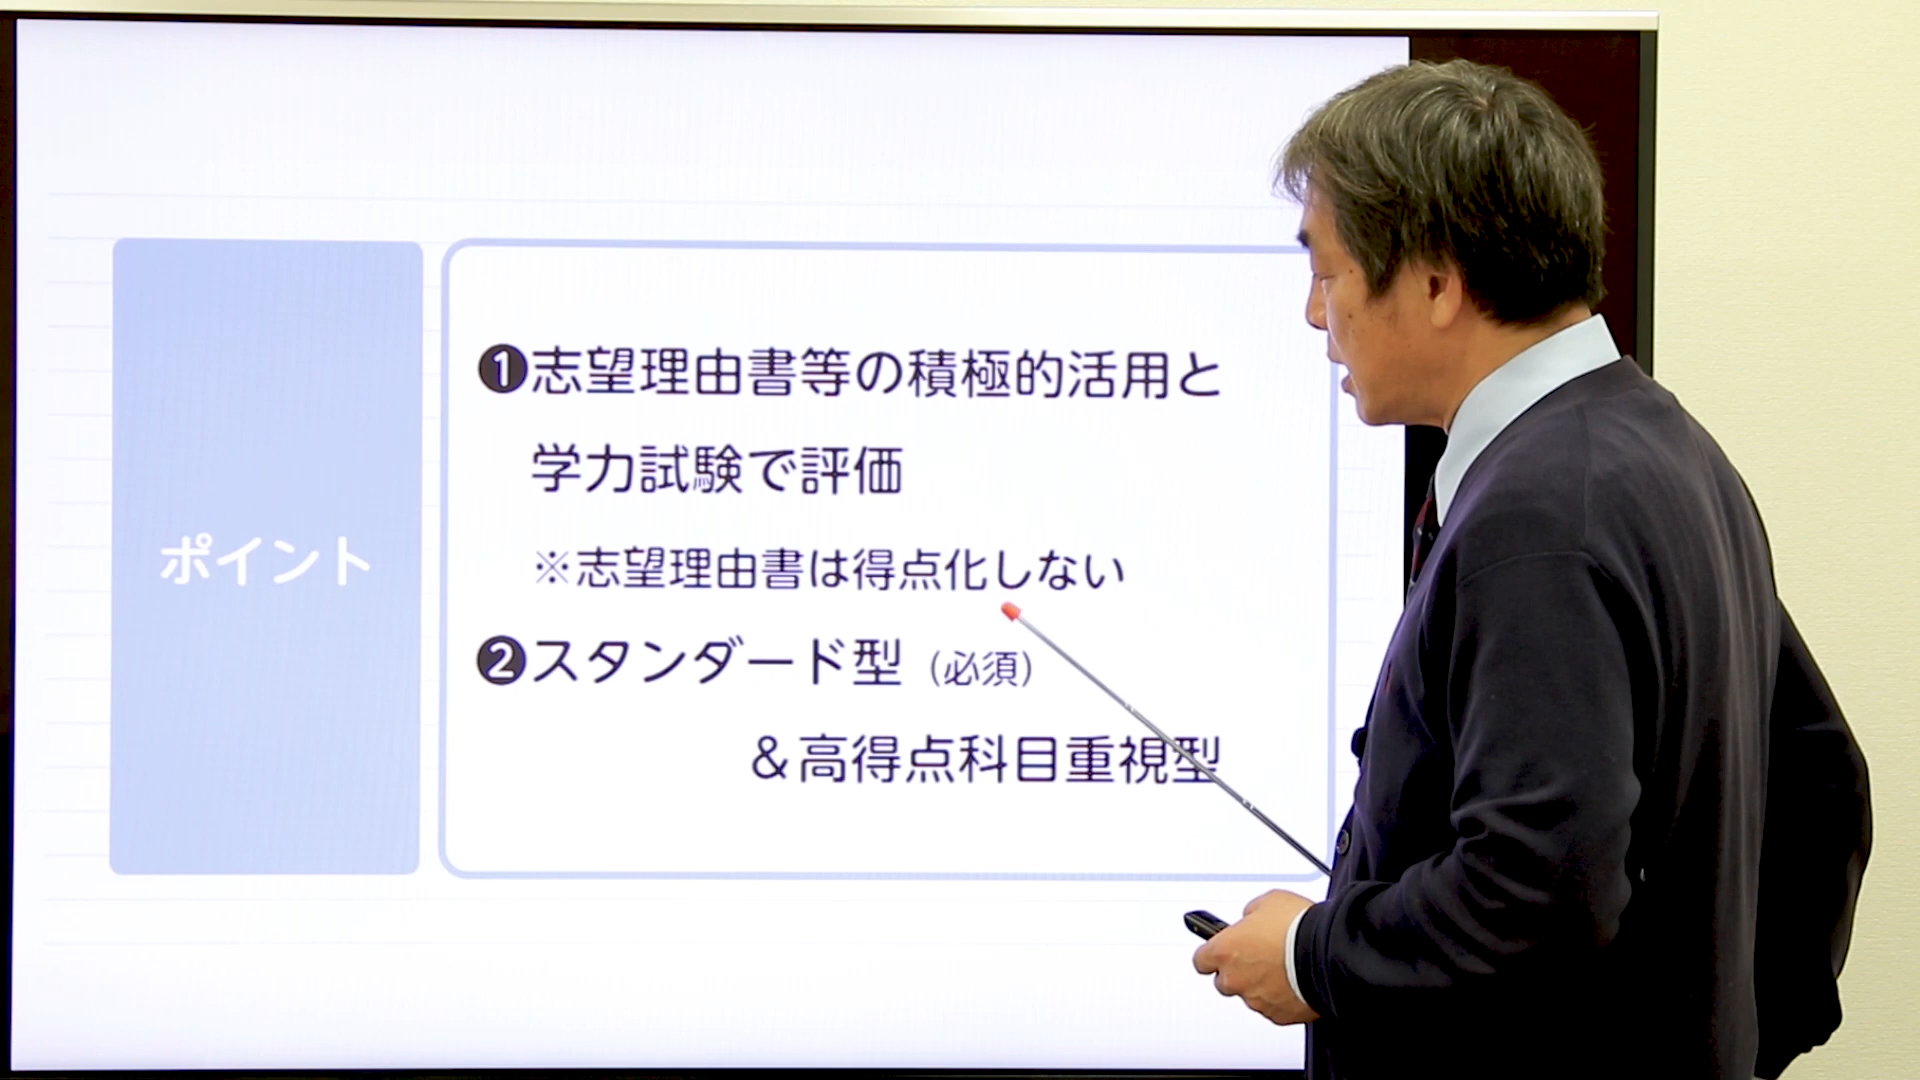 ポイント
❶志望理由書等の積極的活用と
学力試験で評価
※志望理由書は得点化しない
❷スタンダード型（必須）
＆高得点科目重視型